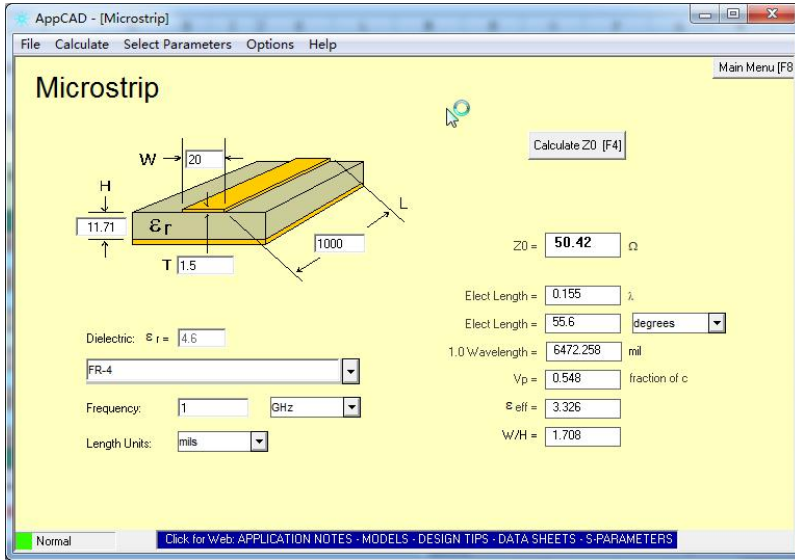 AppCAD - [Microstrip]
File Calculate Select Parameters Options Help
Main Menu [F8
Microstrip
Calculate Z0 [F4]
W 20
H
11.71
εr
L
1000
T 1.5
Z0 = 50.42 Ω
Elect Length = 0.155 λ
Elect Length = 55.6 degrees
1.0 Wavelength = 6472.258 mil
Vp = 0.548 fraction of c
ε eff = 3.326
W/H = 1.708
Dielectric: ε r = 4.6
FR-4
Frequency: 1 GHz
Length Units: mils
Normal
Click for Web: APPLICATION NOTES - MODELS - DESIGN TIPS - DATA SHEETS - S-PARAMETERS